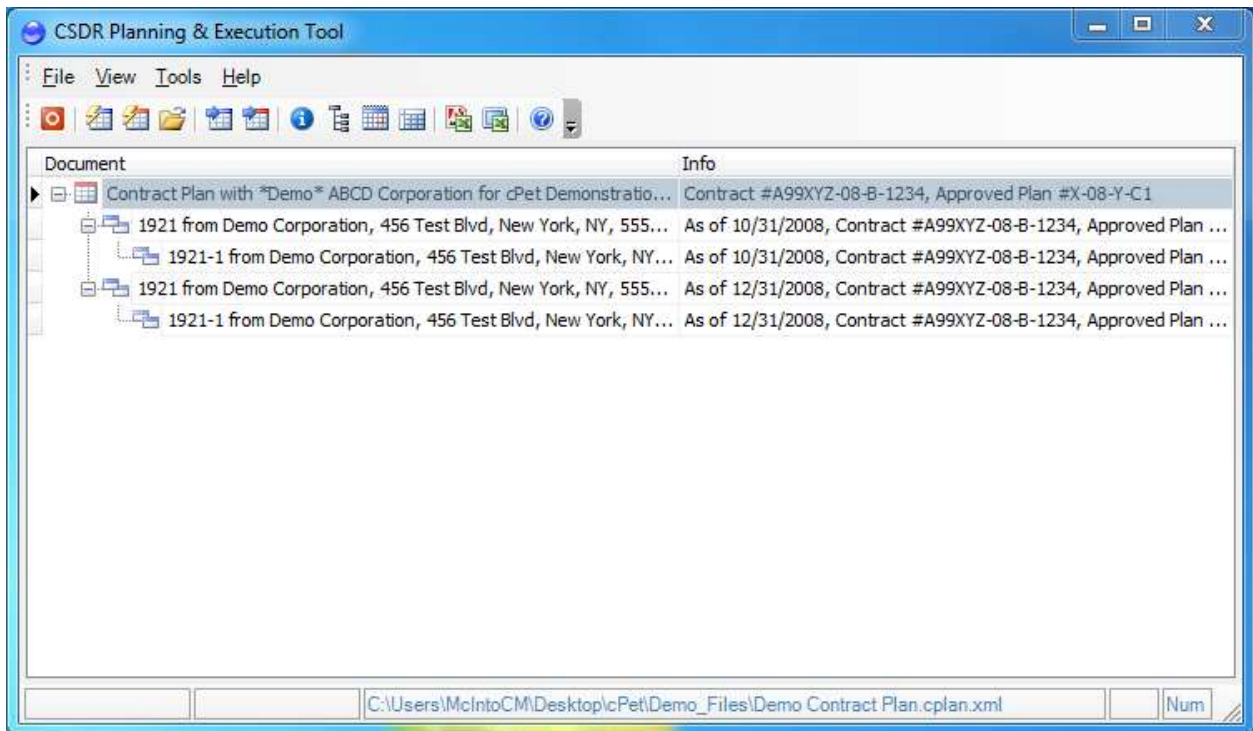 CSDR Planning & Execution Tool
File View Tools Help
Document Info
Contract Plan with *Demo* ABCD Corporation for cPet Demonstratio... Contract #A99XYZ-08-B-1234, Approved Plan #X-08-Y-C1
1921 from Demo Corporation, 456 Test Blvd, New York, NY, 555... As of 10/31/2008, Contract #A99XYZ-08-B-1234, Approved Plan ...
1921-1 from Demo Corporation, 456 Test Blvd, New York, NY... As of 10/31/2008, Contract #A99XYZ-08-B-1234, Approved Plan ...
1921 from Demo Corporation, 456 Test Blvd, New York, NY, 555... As of 12/31/2008, Contract #A99XYZ-08-B-1234, Approved Plan ...
1921-1 from Demo Corporation, 456 Test Blvd, New York, NY... As of 12/31/2008, Contract #A99XYZ-08-B-1234, Approved Plan ...
C:\Users\McIntoCM\Desktop\cPet\Demo_Files\Demo Contract Plan.cplan.xml Num